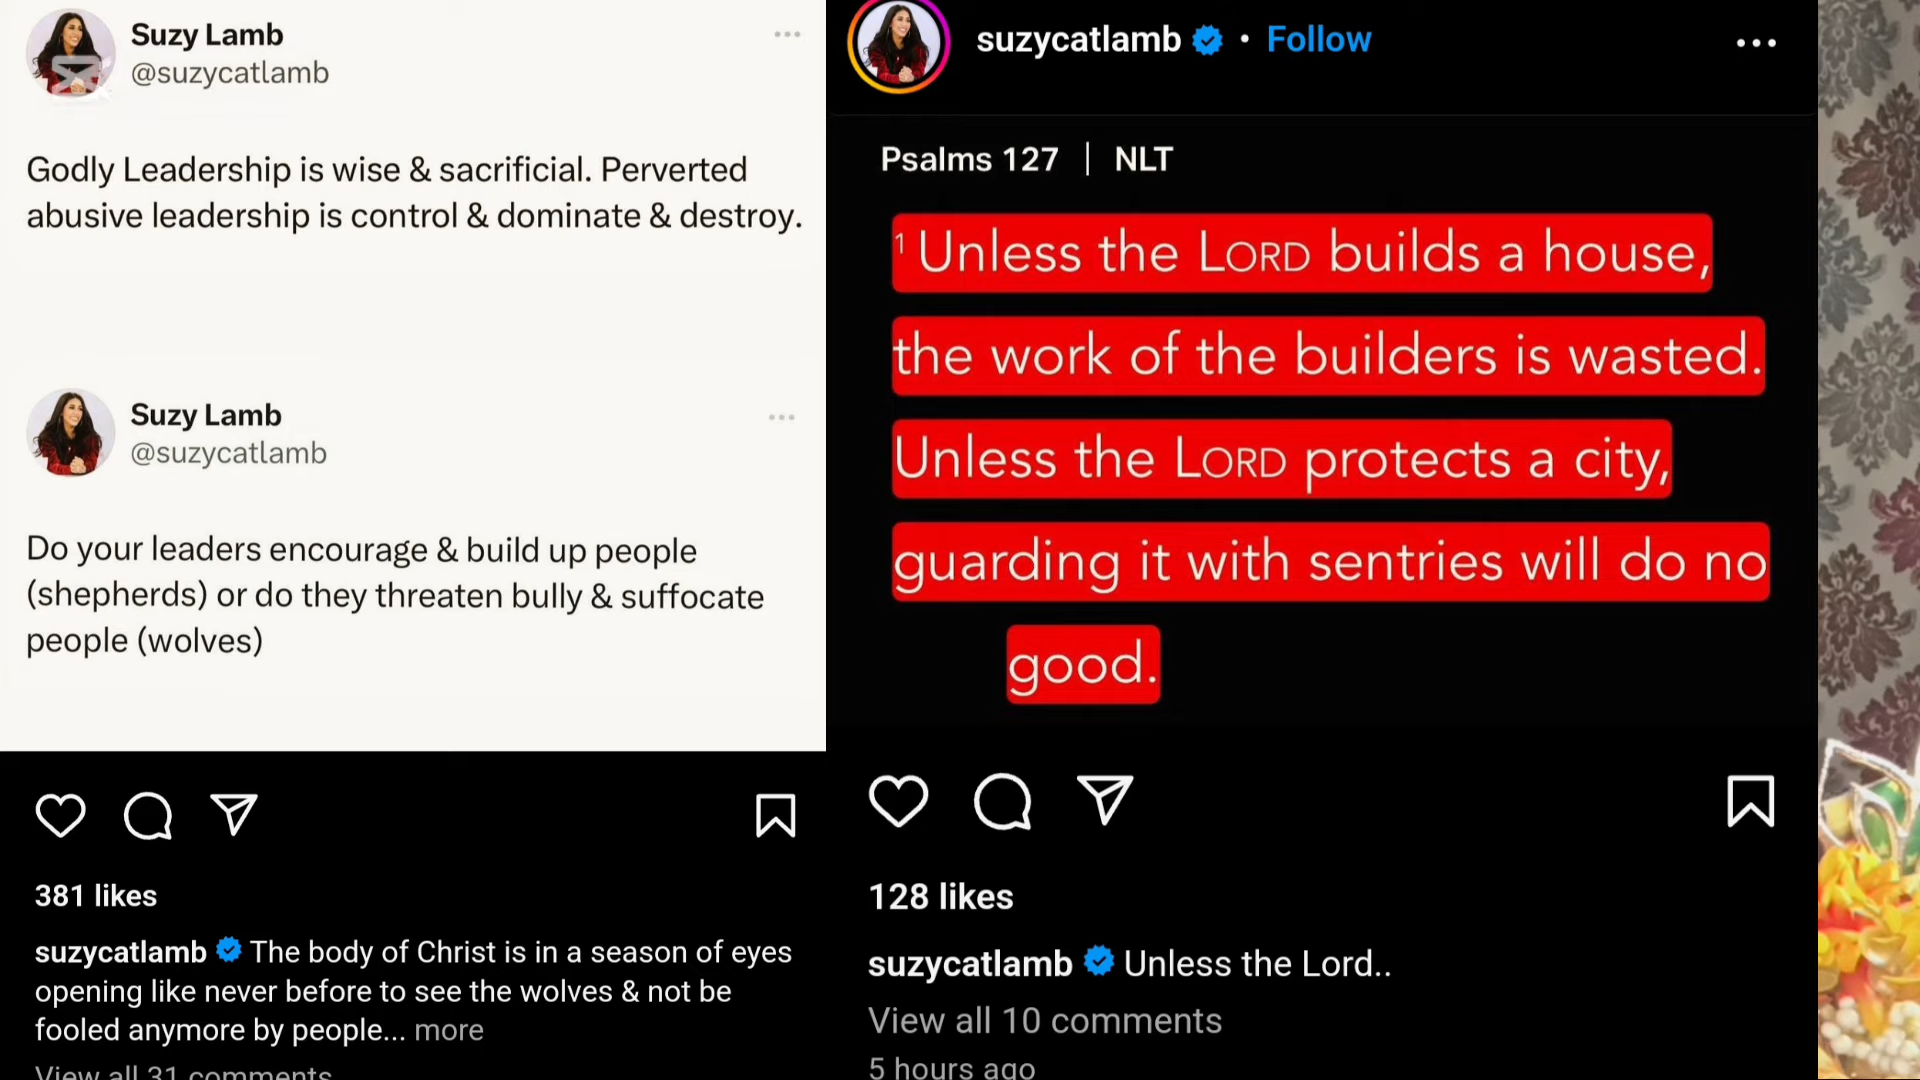 Suzy Lamb
@suzycatlamb
Godly Leadership is wise & sacrificial. Perverted
abusive leadership is control & dominate & destroy.
Suzy Lamb
@suzycatlamb
Do your leaders encourage & build up people
(shepherds) or do they threaten bully & suffocate
people (wolves)
381 likes
suzycatlamb The body of Christ is in a season of eyes
opening like never before to see the wolves & not be
fooled anymore by people... more
View all 31 comments
suzycatlamb • Follow
Psalms 127 | NLT
1 Unless the LORD builds a house,
the work of the builders is wasted.
Unless the LORD protects a city,
guarding it with sentries will do no
good.
128 likes
suzycatlamb Unless the Lord..
View all 10 comments
5 hours ago